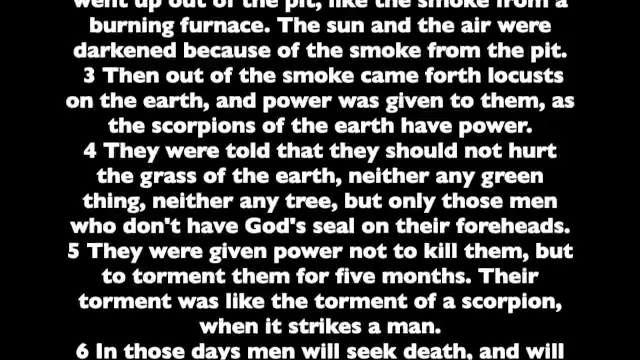 went up out of the pit, like the smoke from a
burning furnace. The sun and the air were
darkened because of the smoke from the pit.
3 Then out of the smoke came forth locusts
on the earth, and power was given to them, as
the scorpions of the earth have power.
4 They were told that they should not hurt
the grass of the earth, neither any green
thing, neither any tree, but only those men
who don't have God's seal on their foreheads.
5 They were given power not to kill them, but
to torment them for five months. Their
torment was like the torment of a scorpion,
when it strikes a man.
6 In those days men will seek death, and will